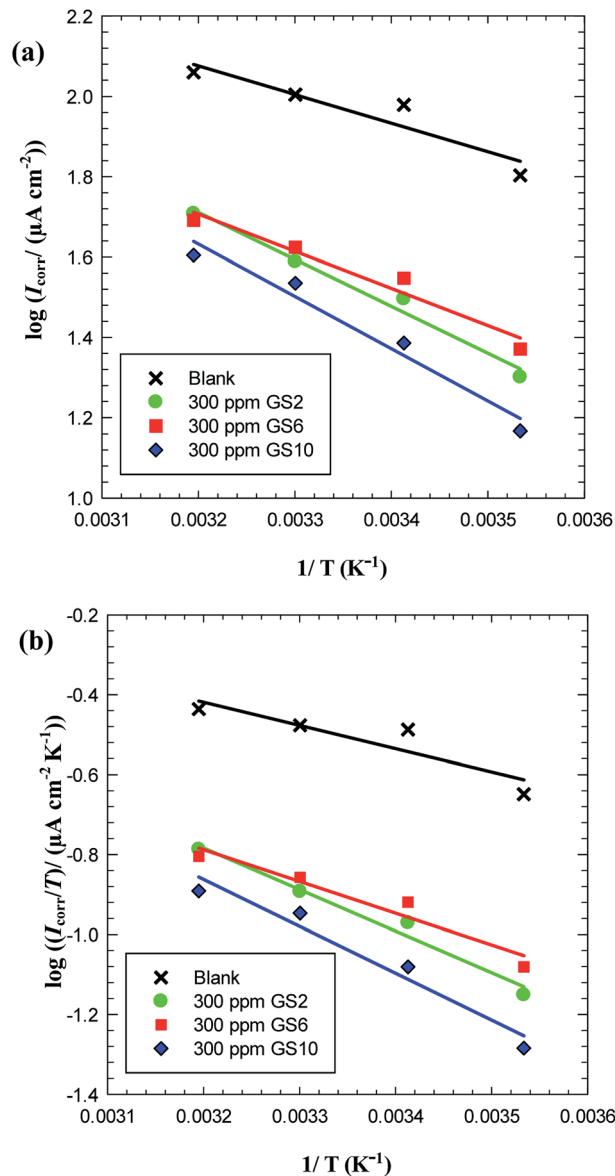 (a)
2.2
2.0
1.8
1.6
1.4
1.2
1.0
log (I_corr/ (µA cm⁻²))
Blank
300 ppm GS2
300 ppm GS6
300 ppm GS10
0.0031 0.0032 0.0033 0.0034 0.0035 0.0036
1/ T (K⁻¹)
(b)
-0.2
-0.4
-0.6
-0.8
-1.0
-1.2
-1.4
log ((I_corr/T)/ (µA cm⁻² K⁻¹))
Blank
300 ppm GS2
300 ppm GS6
300 ppm GS10
0.0031 0.0032 0.0033 0.0034 0.0035 0.0036
1/ T (K⁻¹)